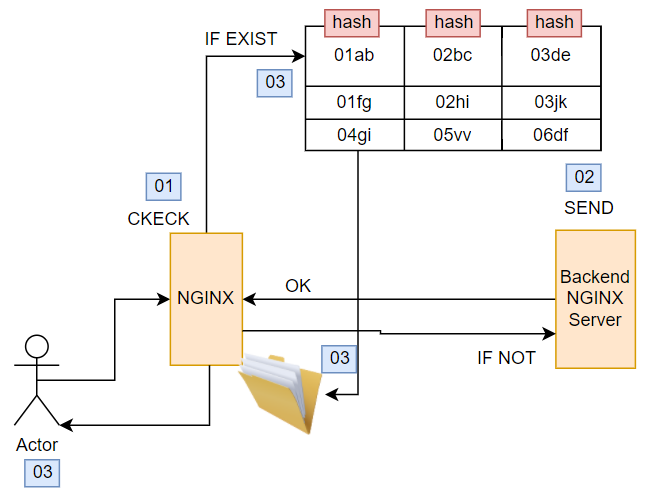 hash hash hash
IF EXIST
03
01ab 02bc 03de
01fg 02hi 03jk
04gi 05vv 06df
01
02
CKECK
SEND
NGINX
OK
Backend
NGINX
Server
IF NOT
03
Actor
03